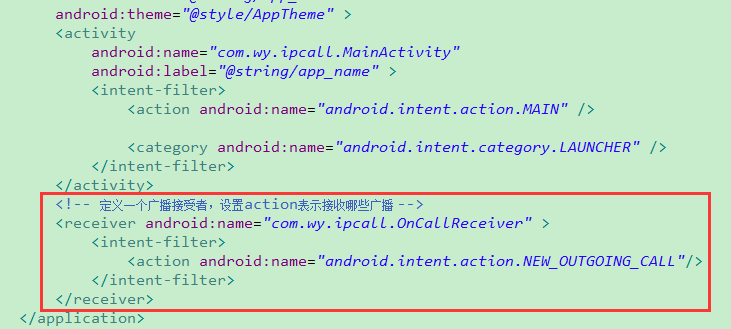 android:theme="@style/AppTheme" >
<activity
android:name="com.wy.ipcall.MainActivity"
android:label="@string/app_name" >
<intent-filter>
<action android:name="android.intent.action.MAIN" />
<category android:name="android.intent.category.LAUNCHER" />
</intent-filter>
</activity>
<!-- 定义一个广播接受者，设置action表示接收哪些广播 -->
<receiver android:name="com.wy.ipcall.OnCallReceiver" >
<intent-filter>
<action android:name="android.intent.action.NEW_OUTGOING_CALL"/>
</intent-filter>
</receiver>
</application>